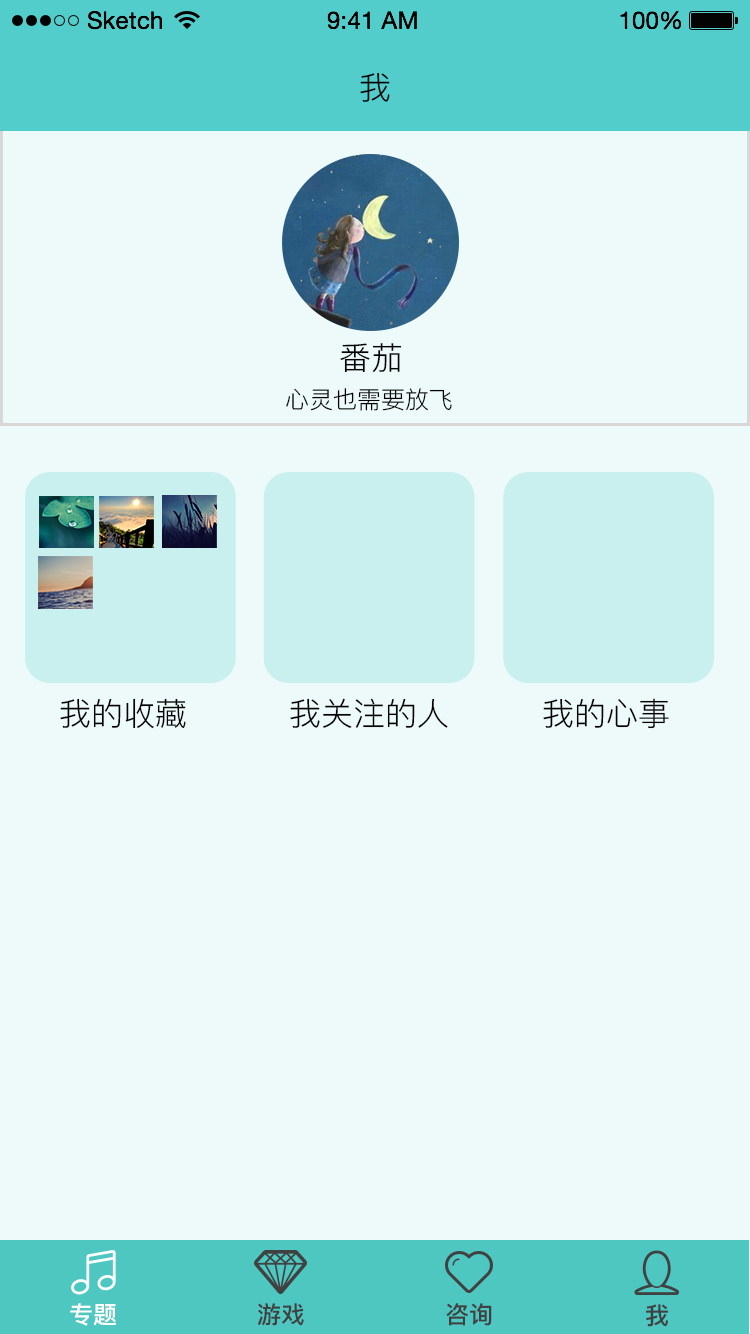 Sketch 9:41 AM 100%
我
番茄
心灵也需要放飞
我的收藏 我关注的人 我的心事
专题 游戏 咨询 我